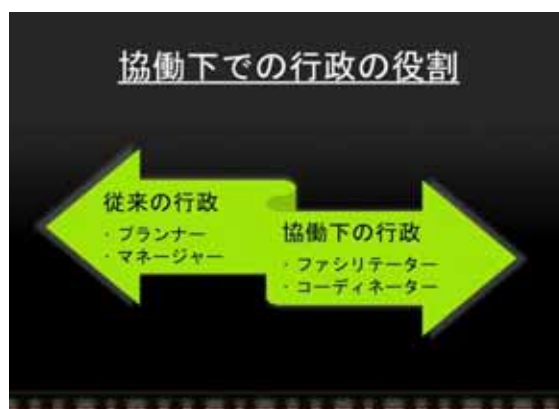 協働下での行政の役割
従来の行政
・プランナー
・マネージャー
協働下の行政
・ファシリテーター
・コーディネーター